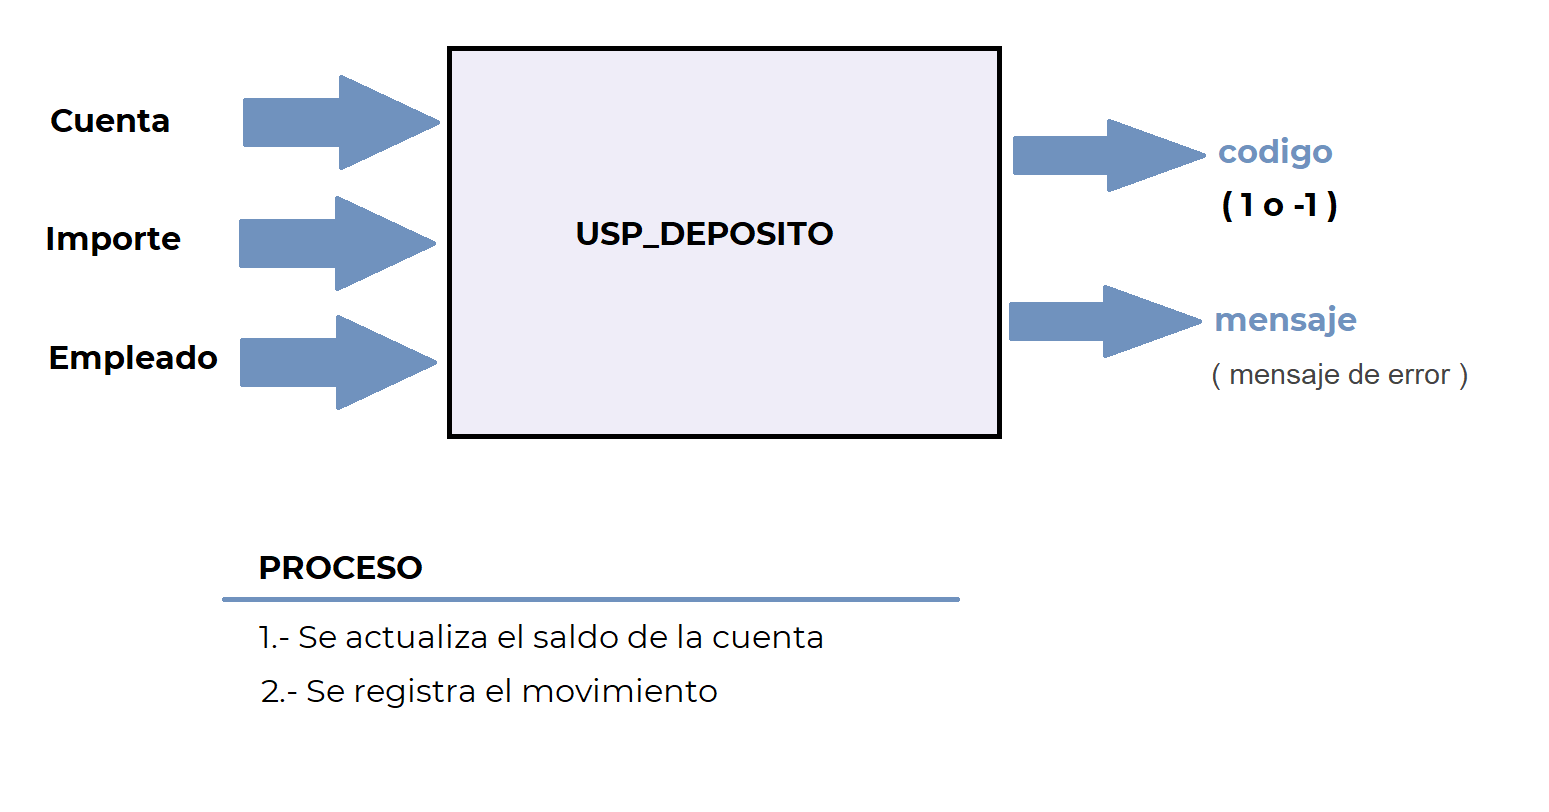 Cuenta
Importe
Empleado
USP_DEPOSITO
codigo
( 1 o -1 )
mensaje
( mensaje de error )
PROCESO
1.- Se actualiza el saldo de la cuenta
2.- Se registra el movimiento